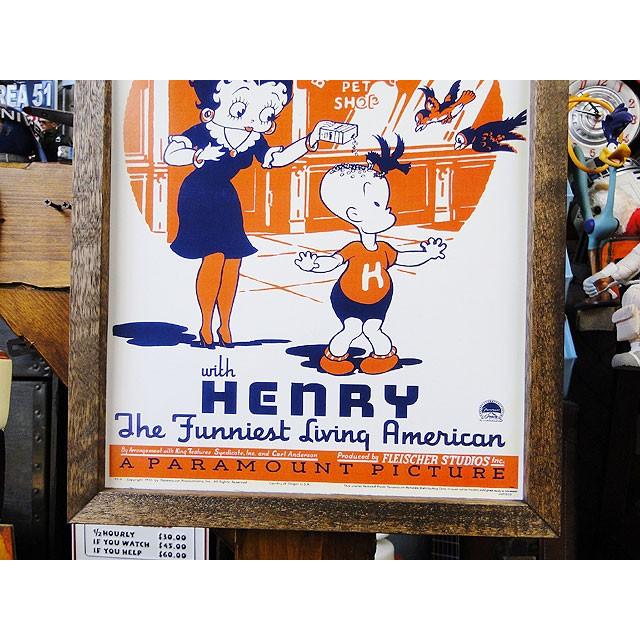 REA 51
PET
SHOP
H
with
HENRY
The Funniest Living American
By Arrangement with King Features Syndicate, Inc. and Carl Anderson
Produced by FLEISCHER STUDIOS Inc.
A PARAMOUNT PICTURE
1/2 HOURLY $30.00
IF YOU WATCH $45.00
IF YOU HELP $60.00